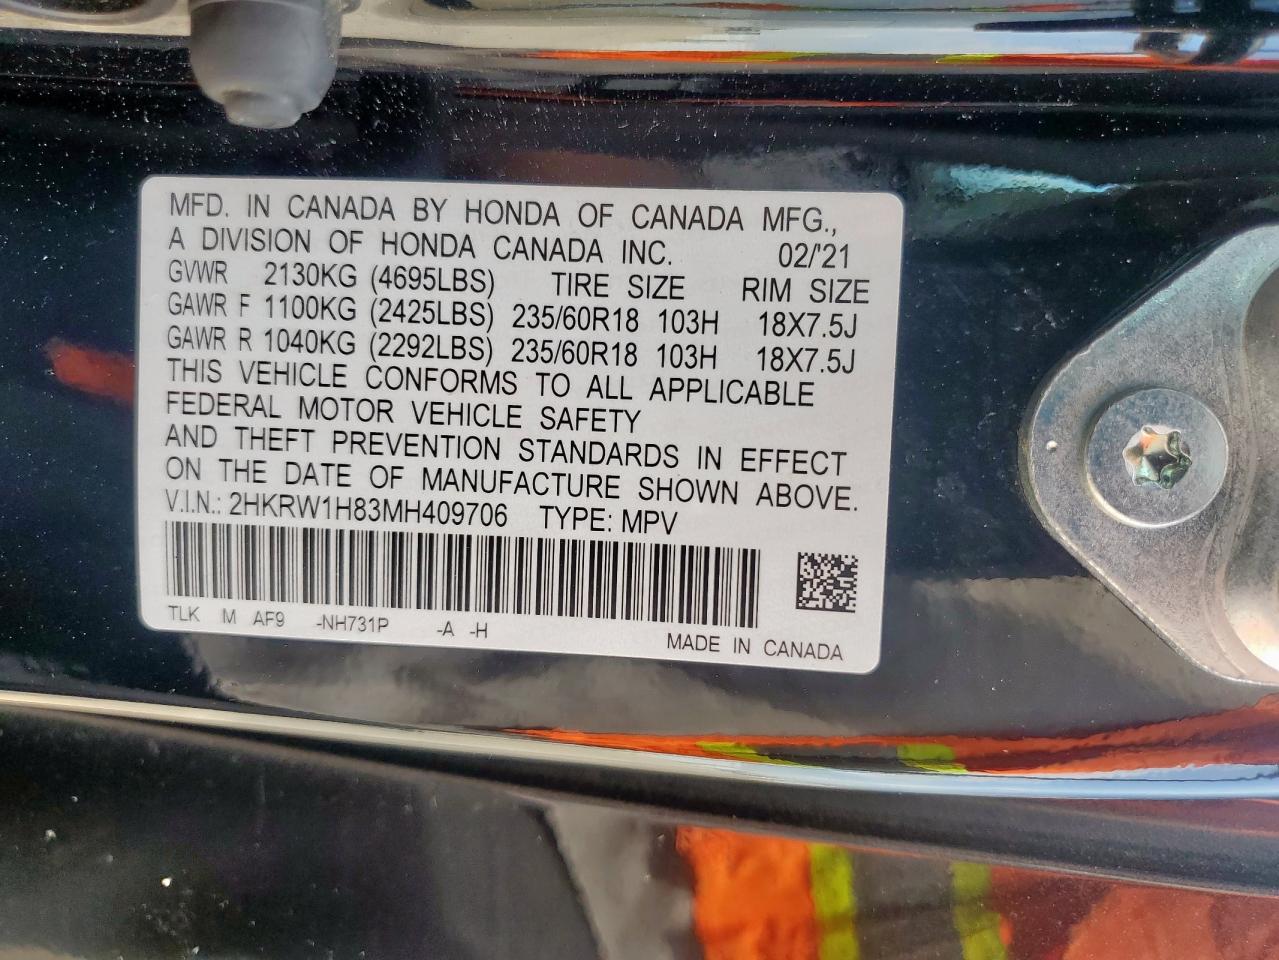 MFD. IN CANADA BY HONDA OF CANADA MFG.,
A DIVISION OF HONDA CANADA INC. 02/'21
GVWR 2130KG (4695LBS) TIRE SIZE RIM SIZE
GAWR F 1100KG (2425LBS) 235/60R18 103H 18X7.5J
GAWR R 1040KG (2292LBS) 235/60R18 103H 18X7.5J
THIS VEHICLE CONFORMS TO ALL APPLICABLE
FEDERAL MOTOR VEHICLE SAFETY
AND THEFT PREVENTION STANDARDS IN EFFECT
ON THE DATE OF MANUFACTURE SHOWN ABOVE.
V.I.N.: 2HKRW1H83MH409706 TYPE: MPV
TLK M AF9 -NH731P -A -H
MADE IN CANADA